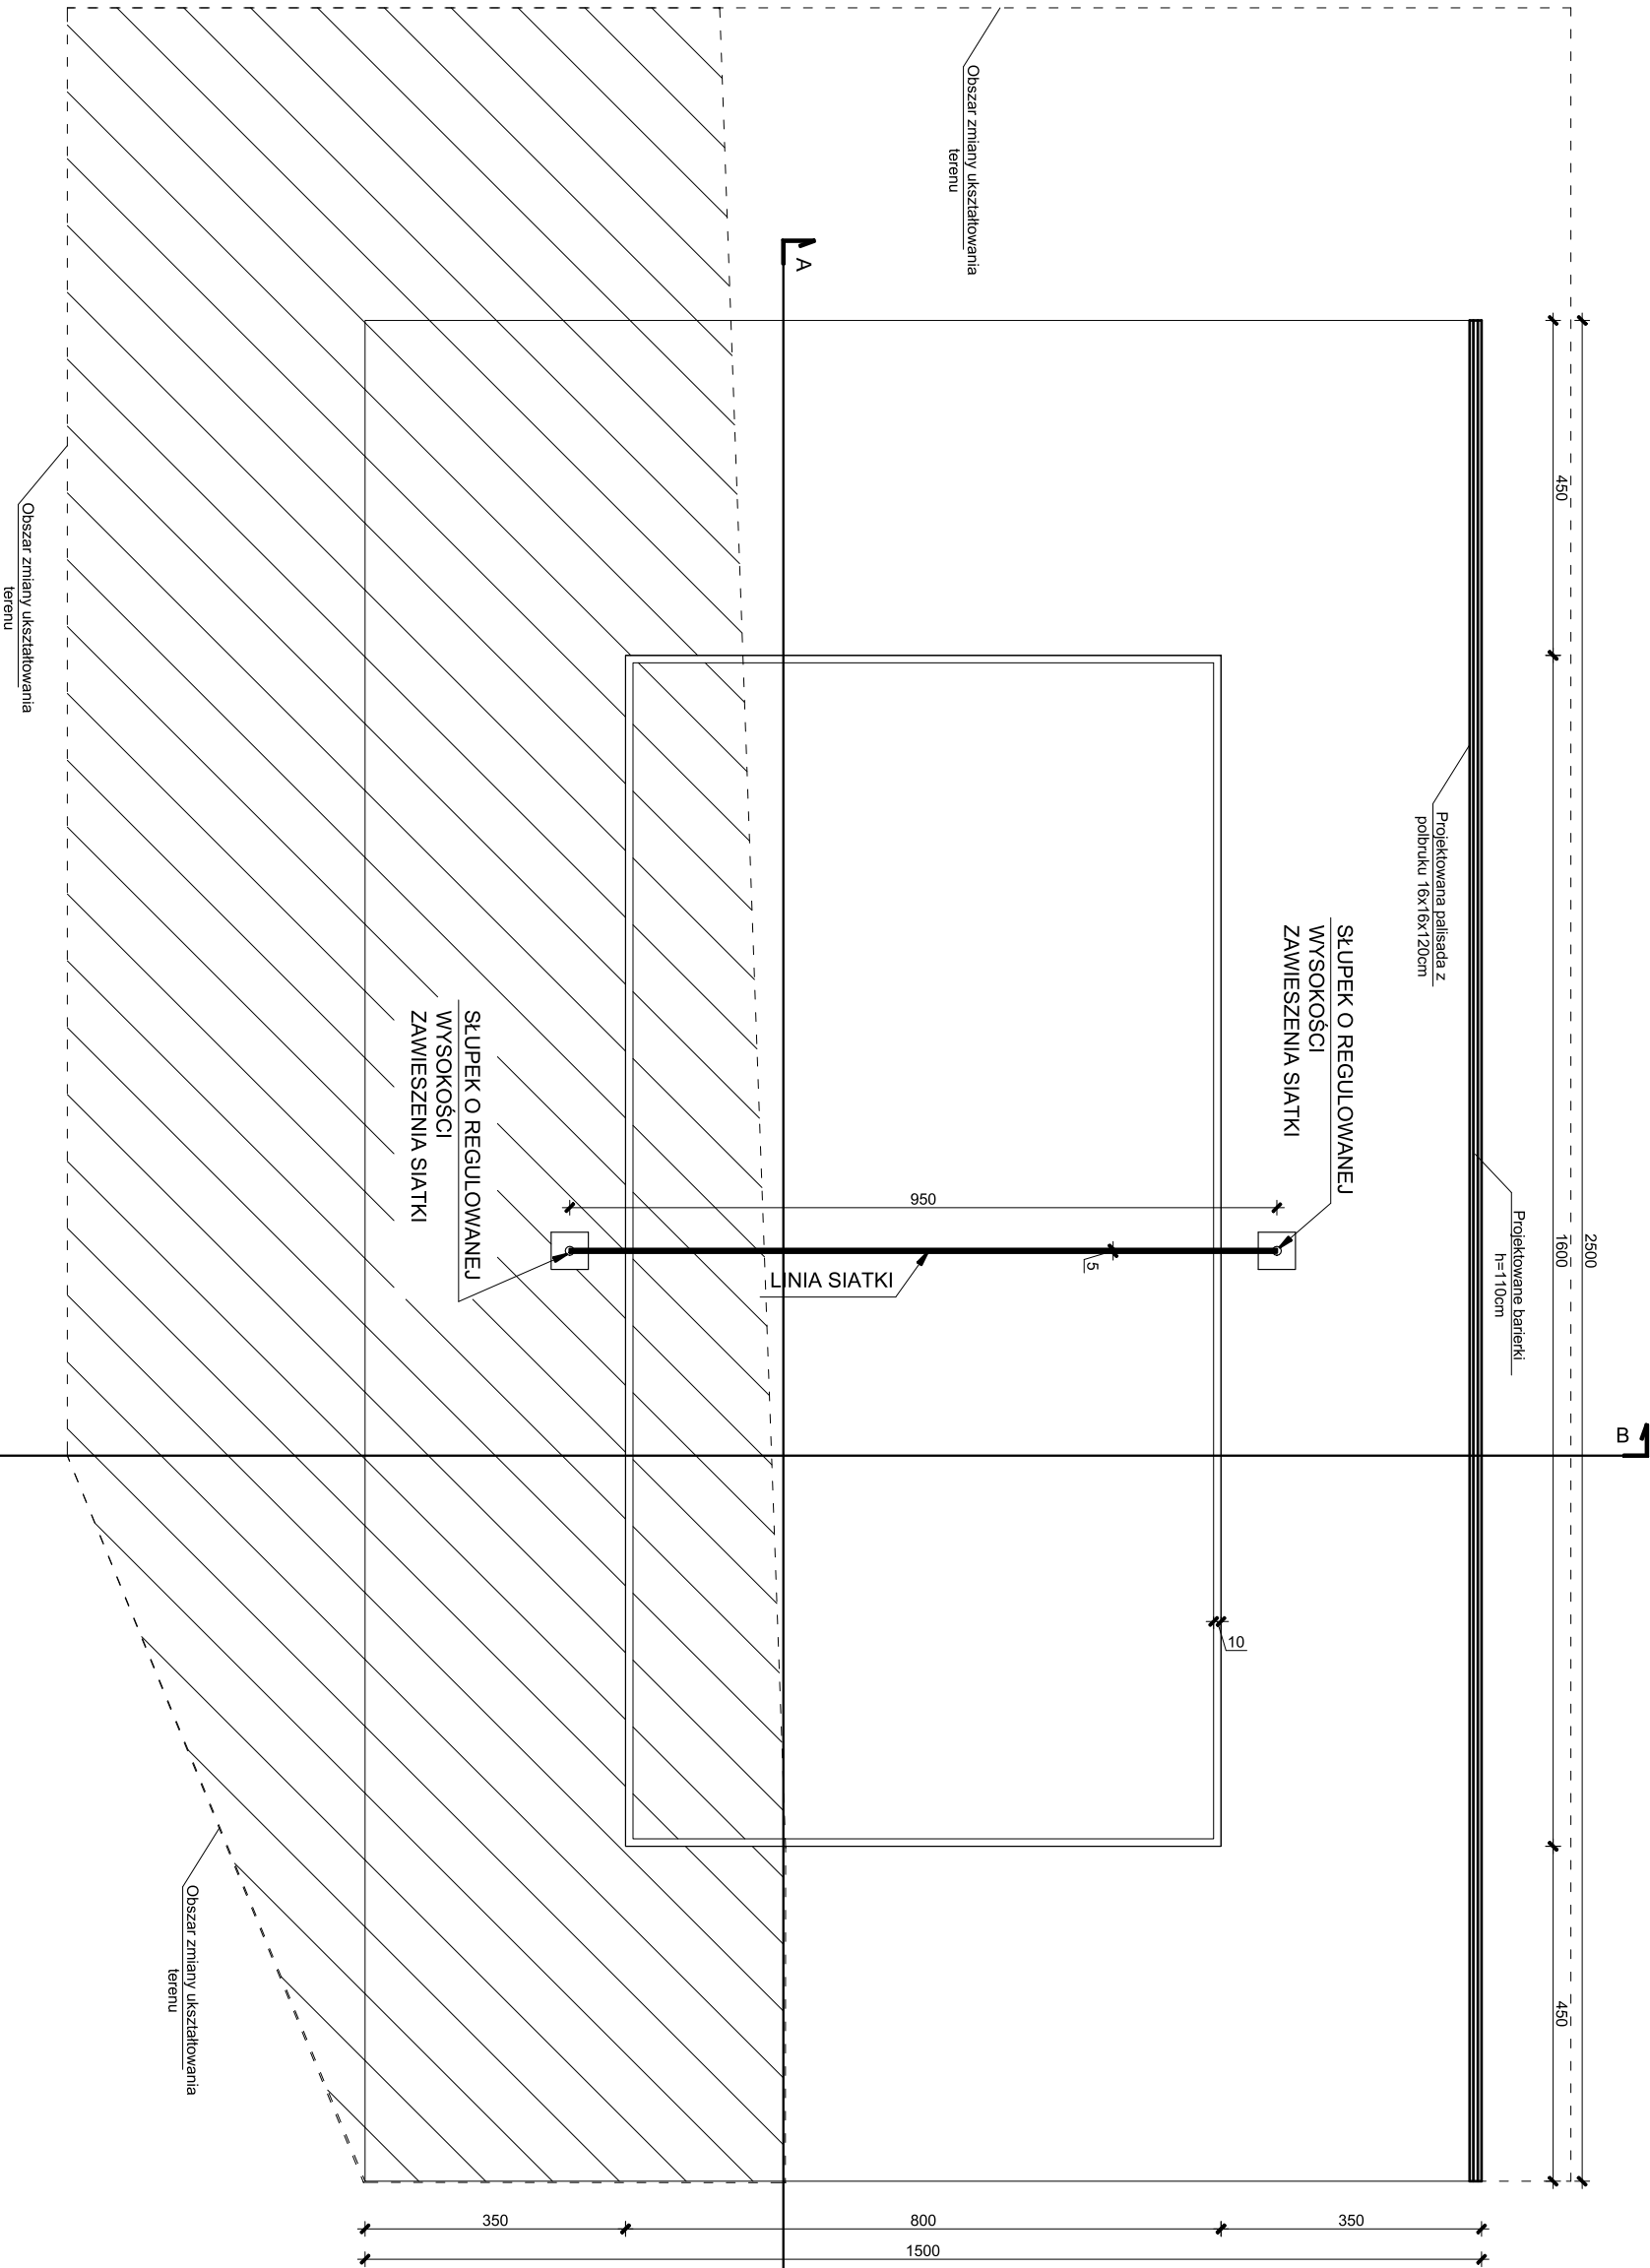 Obszar zmiany ukształtowania
terenu
A
450
2500
1600
450
Projektowana palisada z
polbruku 16x16x120cm
Projektowane barierki
h=110cm
SŁUPEK O REGULOWANEJ
WYSOKOŚCI
ZAWIESZENIA SIATKI
SŁUPEK O REGULOWANEJ
WYSOKOŚCI
ZAWIESZENIA SIATKI
950
5
LINIA SIATKI
B
10
Obszar zmiany ukształtowania
terenu
Obszar zmiany ukształtowania
terenu
350
800
350
1500